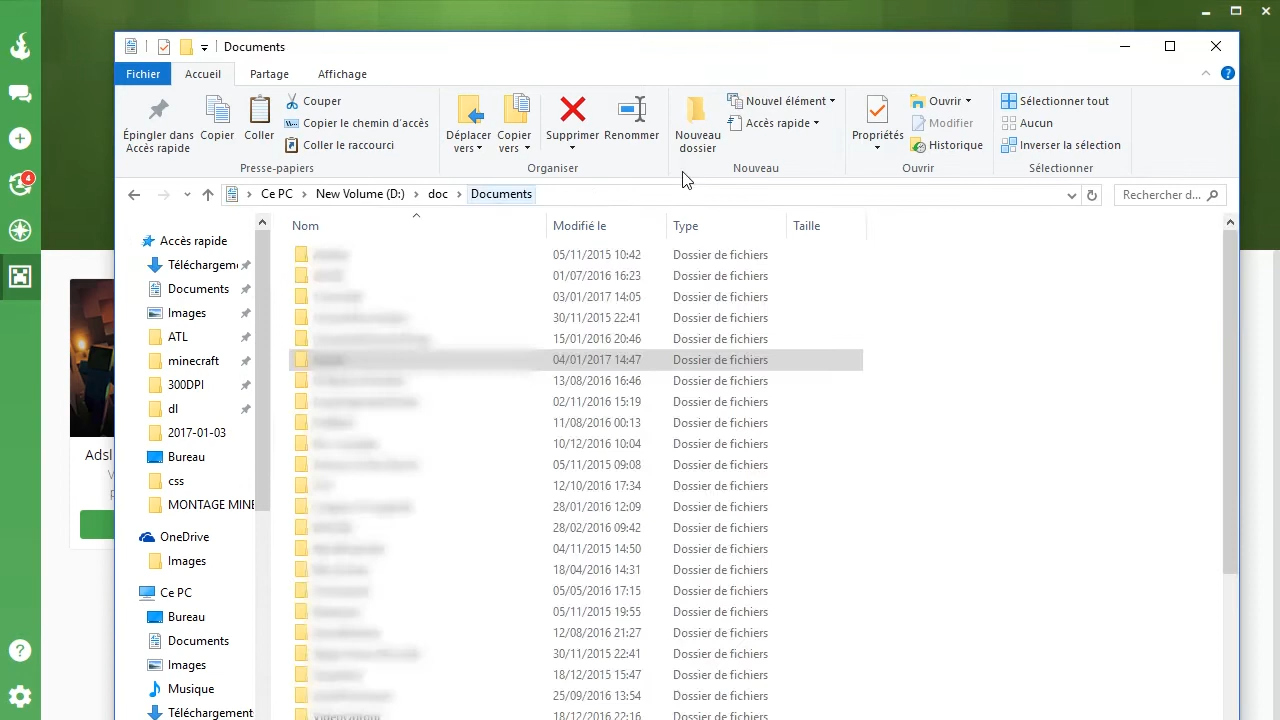 Documents
Fichier Accueil Partage Affichage
Épingler dans Accès rapide
Copier
Coller
Couper
Copier le chemin d'accès
Coller le raccourci
Presse-papiers
Déplacer vers
Copier vers
Supprimer
Renommer
Organiser
Nouveau dossier
Nouvel élément
Accès rapide
Nouveau
Propriétés
Ouvrir
Modifier
Historique
Ouvrir
Sélectionner tout
Aucun
Inverser la sélection
Sélectionner
Ce PC > New Volume (D:) > doc > Documents
Rechercher d...
Nom Modifié le Type Taille
4
Adsl
Accès rapide
Téléchargem
Documents
Images
ATL
minecraft
300DPI
dl
2017-01-03
Bureau
css
MONTAGE MINE
OneDrive
Images
Ce PC
Bureau
Documents
Images
Musique
Téléchargement
05/11/2015 10:42 Dossier de fichiers
01/07/2016 16:23 Dossier de fichiers
03/01/2017 14:05 Dossier de fichiers
30/11/2015 22:41 Dossier de fichiers
15/01/2016 20:46 Dossier de fichiers
04/01/2017 14:47 Dossier de fichiers
13/08/2016 16:46 Dossier de fichiers
02/11/2016 15:19 Dossier de fichiers
11/08/2016 00:13 Dossier de fichiers
10/12/2016 10:04 Dossier de fichiers
05/11/2015 09:08 Dossier de fichiers
12/10/2016 17:34 Dossier de fichiers
28/01/2016 12:09 Dossier de fichiers
28/02/2016 09:42 Dossier de fichiers
04/11/2015 14:50 Dossier de fichiers
18/04/2016 14:31 Dossier de fichiers
05/05/2016 17:15 Dossier de fichiers
05/11/2015 19:55 Dossier de fichiers
12/08/2016 21:27 Dossier de fichiers
30/11/2015 22:41 Dossier de fichiers
18/12/2015 15:47 Dossier de fichiers
25/09/2016 13:54 Dossier de fichiers
18/12/2016 22:16 Dossier de fichiers